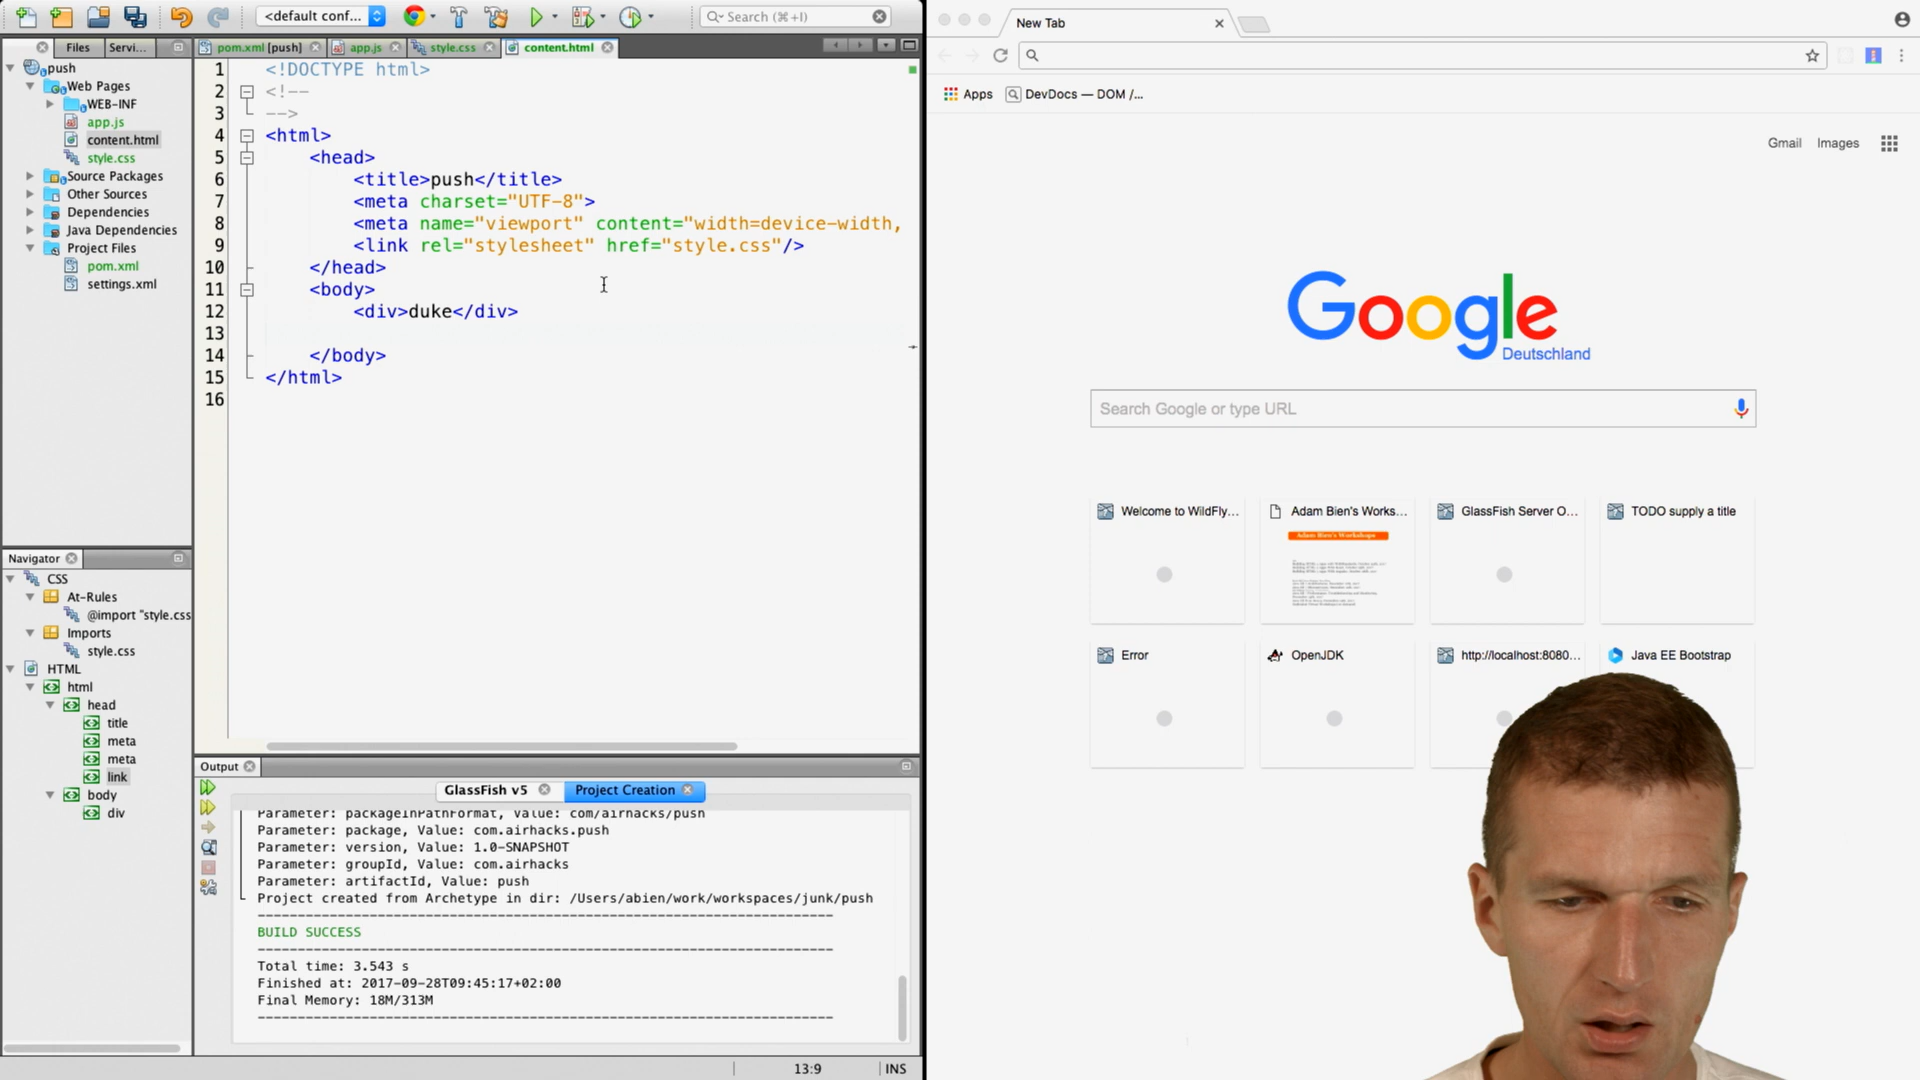 <default conf...
Search (⌘+I)
Files
Servi...
pom.xml [push]
app.js
style.css
content.html
push
Web Pages
WEB-INF
app.js
content.html
style.css
Source Packages
Other Sources
Dependencies
Java Dependencies
Project Files
pom.xml
settings.xml
1 <!DOCTYPE html>
2 <!--
3 -->
4 <html>
5 <head>
6 <title>push</title>
7 <meta charset="UTF-8">
8 <meta name="viewport" content="width=device-width,
9 <link rel="stylesheet" href="style.css"/>
10 </head>
11 <body>
12 <div>duke</div>
13
14 </body>
15 </html>
16
Navigator
CSS
At-Rules
@import "style.css
Imports
style.css
HTML
html
head
title
meta
meta
link
body
div
Output
GlassFish v5
Project Creation
Parameter: packageInPathFormat, Value: com/airhacks/push
Parameter: package, Value: com.airhacks.push
Parameter: version, Value: 1.0-SNAPSHOT
Parameter: groupId, Value: com.airhacks
Parameter: artifactId, Value: push
Project created from Archetype in dir: /Users/abien/work/workspaces/junk/push
BUILD SUCCESS
Total time: 3.543 s
Finished at: 2017-09-28T09:45:17+02:00
Final Memory: 18M/313M
13:9
INS
New Tab
Apps
DevDocs — DOM /...
Gmail
Images
Google
Deutschland
Search Google or type URL
Welcome to WildFly...
Adam Bien's Works...
GlassFish Server O...
TODO supply a title
Adam Bien's Workshops
Error
OpenJDK
http://localhost:8080...
Java EE Bootstrap